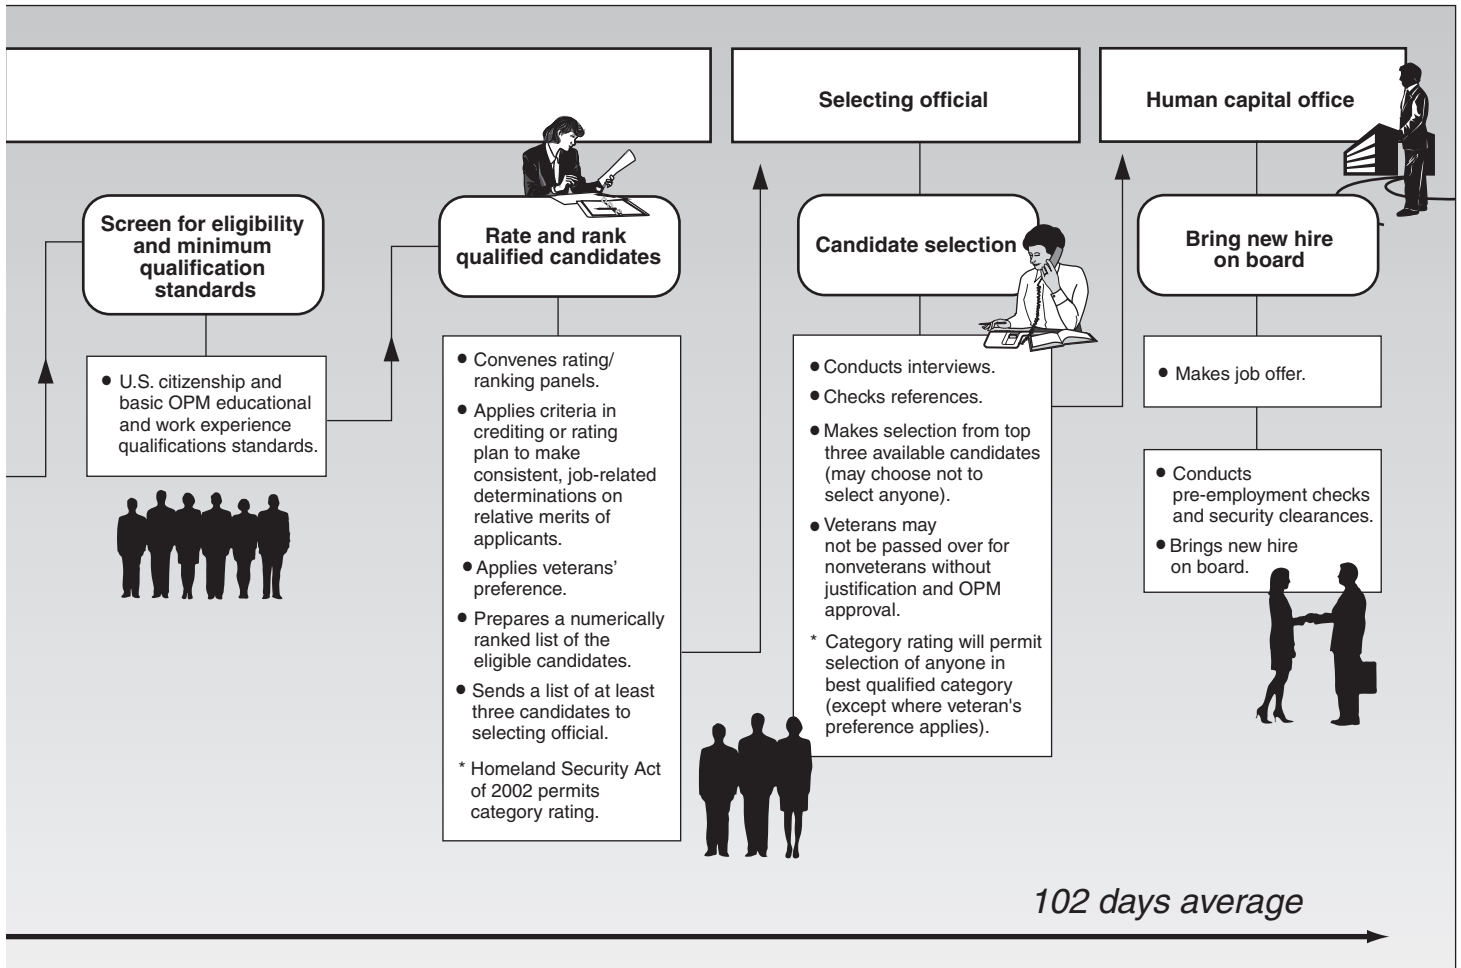 Selecting official
Human capital office
Screen for eligibility
and minimum
qualification
standards
• U.S. citizenship and
basic OPM educational
and work experience
qualifications standards.
Rate and rank
qualified candidates
• Convenes rating/
ranking panels.
• Applies criteria in
crediting or rating
plan to make
consistent, job-related
determinations on
relative merits of
applicants.
• Applies veterans'
preference.
• Prepares a numerically
ranked list of the
eligible candidates.
• Sends a list of at least
three candidates to
selecting official.
* Homeland Security Act
of 2002 permits
category rating.
Candidate selection
• Conducts interviews.
• Checks references.
• Makes selection from top
three available candidates
(may choose not to
select anyone).
• Veterans may
not be passed over for
nonveterans without
justification and OPM
approval.
* Category rating will permit
selection of anyone in
best qualified category
(except where veteran's
preference applies).
Bring new hire
on board
• Makes job offer.
• Conducts
pre-employment checks
and security clearances.
• Brings new hire
on board.
102 days average